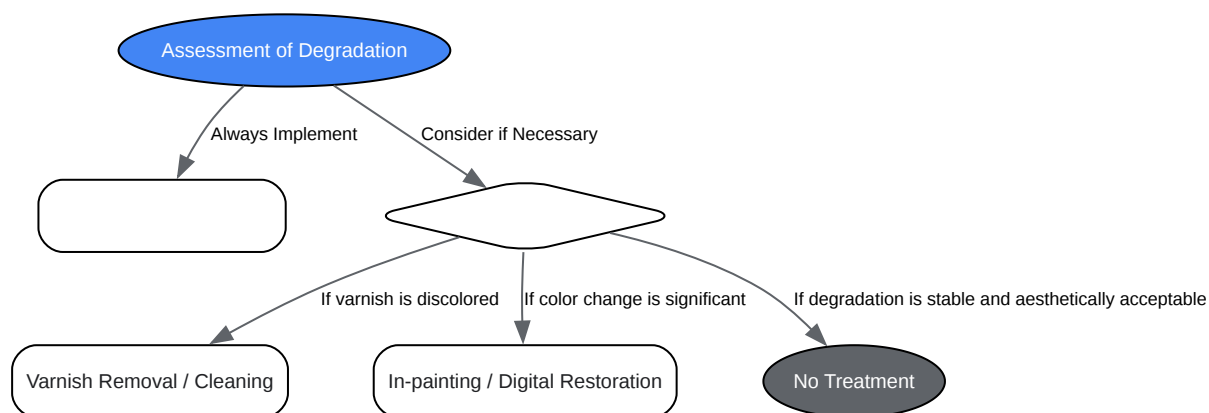 Assessment of Degradation
Always Implement
Consider if Necessary
If varnish is discolored
If color change is significant
If degradation is stable and aesthetically acceptable
Varnish Removal / Cleaning
In-painting / Digital Restoration
No Treatment